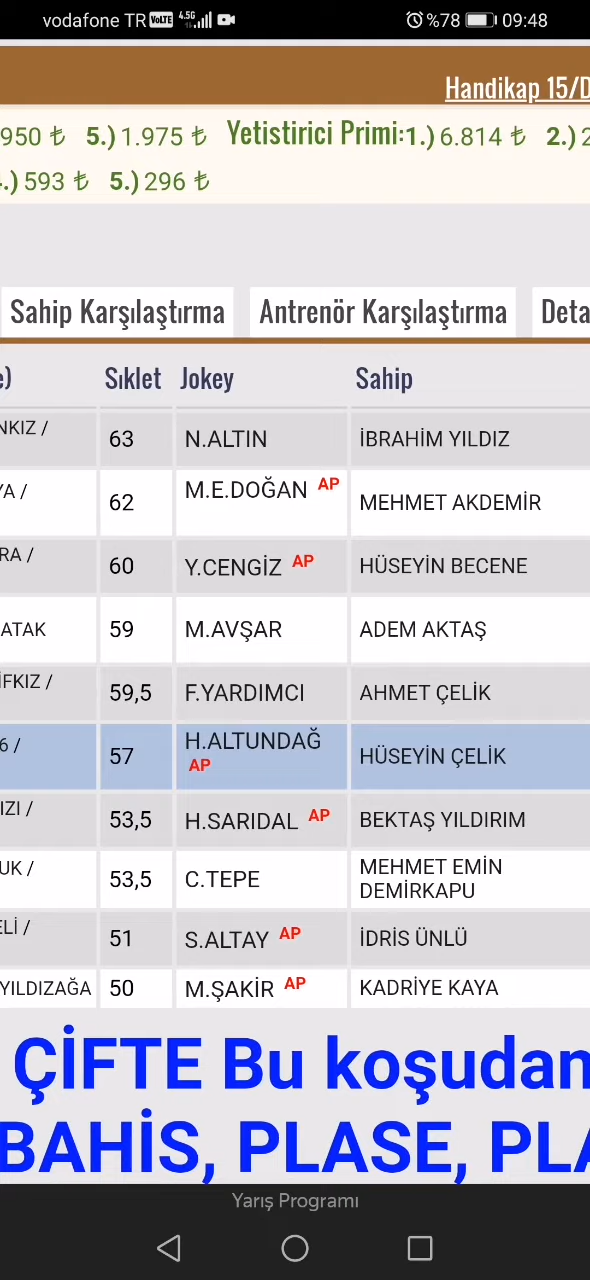 vodafone TR VoLTE 4.5G %78 09:48
Handikap 15/D
950 ₺ 5.) 1.975 ₺ Yetistirici Primi:1.) 6.814 ₺ 2.) 2
.) 593 ₺ 5.) 296 ₺
Sahip Karşılaştırma Antrenör Karşılaştırma Deta
e) Sıklet Jokey Sahip
NKIZ / 63 N.ALTIN İBRAHİM YILDIZ
YA / 62 M.E.DOĞAN AP MEHMET AKDEMİR
RA / 60 Y.CENGİZ AP HÜSEYİN BECENE
ATAK 59 M.AVŞAR ADEM AKTAŞ
İFKIZ / 59,5 F.YARDIMCI AHMET ÇELİK
6 / 57 H.ALTUNDAĞ HÜSEYİN ÇELİK
AP
IZI / 53,5 H.SARIDAL AP BEKTAŞ YILDIRIM
UK / 53,5 C.TEPE MEHMET EMİN
DEMİRKAPU
ELİ / 51 S.ALTAY AP İDRİS ÜNLÜ
YILDIZAĞA 50 M.ŞAKİR AP KADRİYE KAYA
ÇİFTE Bu koşudan
BAHİS, PLASE, PLA
Yarış Programı